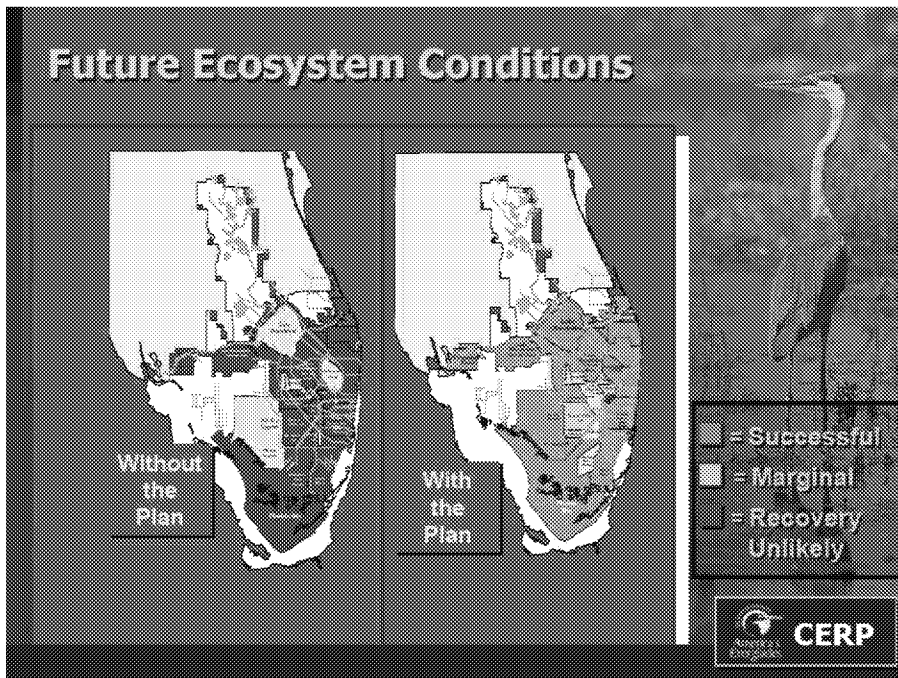 Future Ecosystem Conditions
Without
the
Plan
With
the
Plan
= Successful
= Marginal
= Recovery
Unlikely
CERP